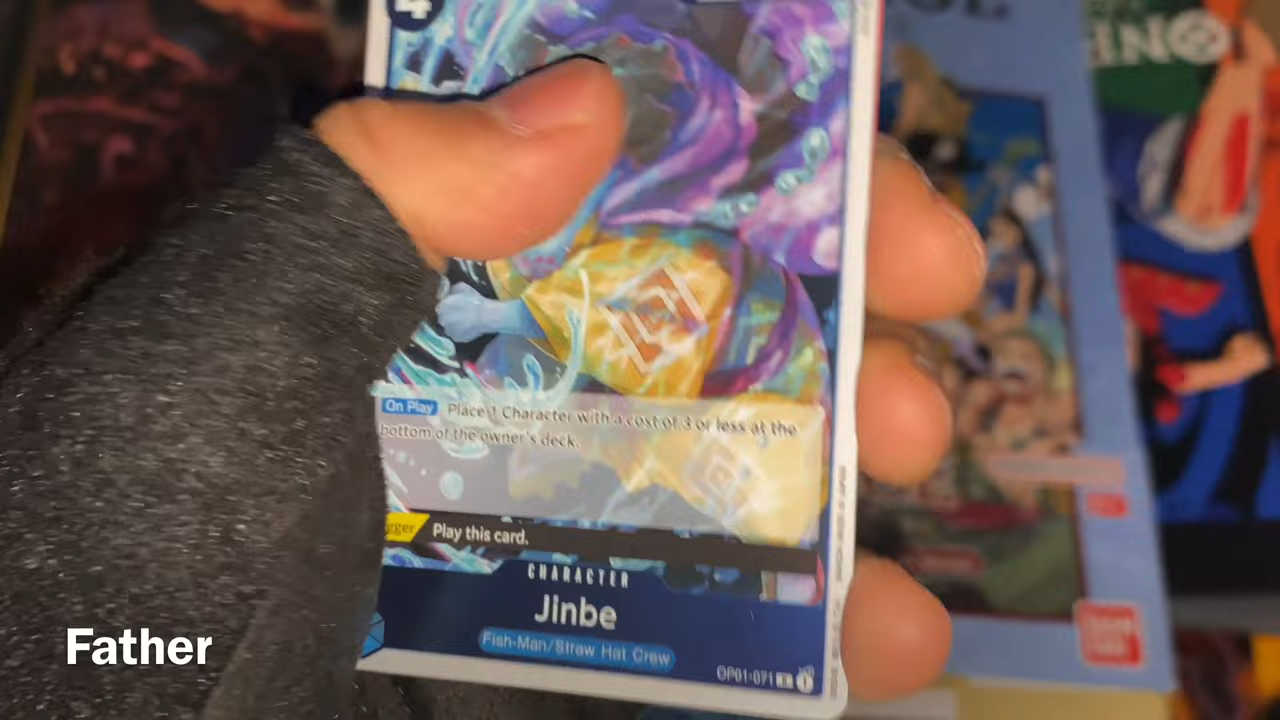 4
On Play Place 1 Character with a cost of 3 or less at the
bottom of the owner's deck.
gger Play this card.
CHARACTER
Jinbe
Fish-Man/Straw Hat Crew
OP01-071 R
Father